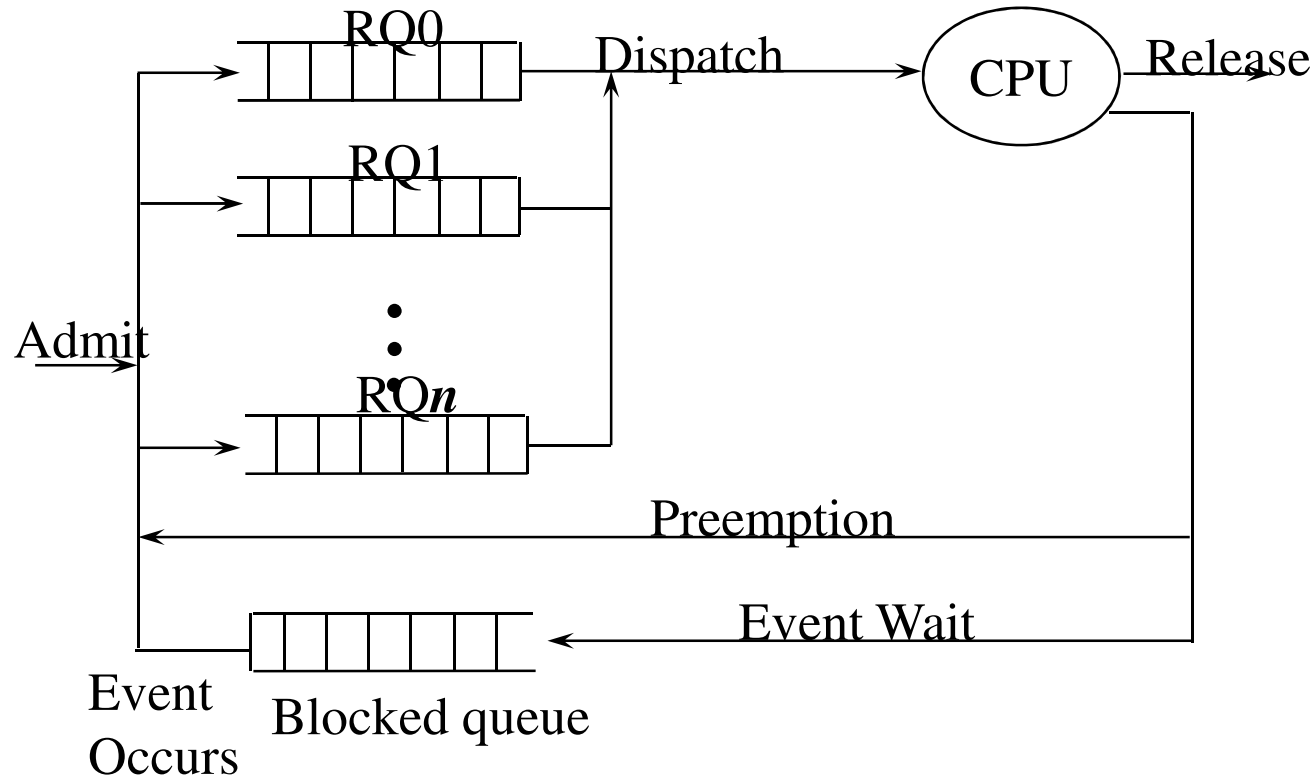 RQ0
Dispatch
CPU
Release
RQ1
Admit
RQn
Preemption
Event Wait
Event
Occurs
Blocked queue